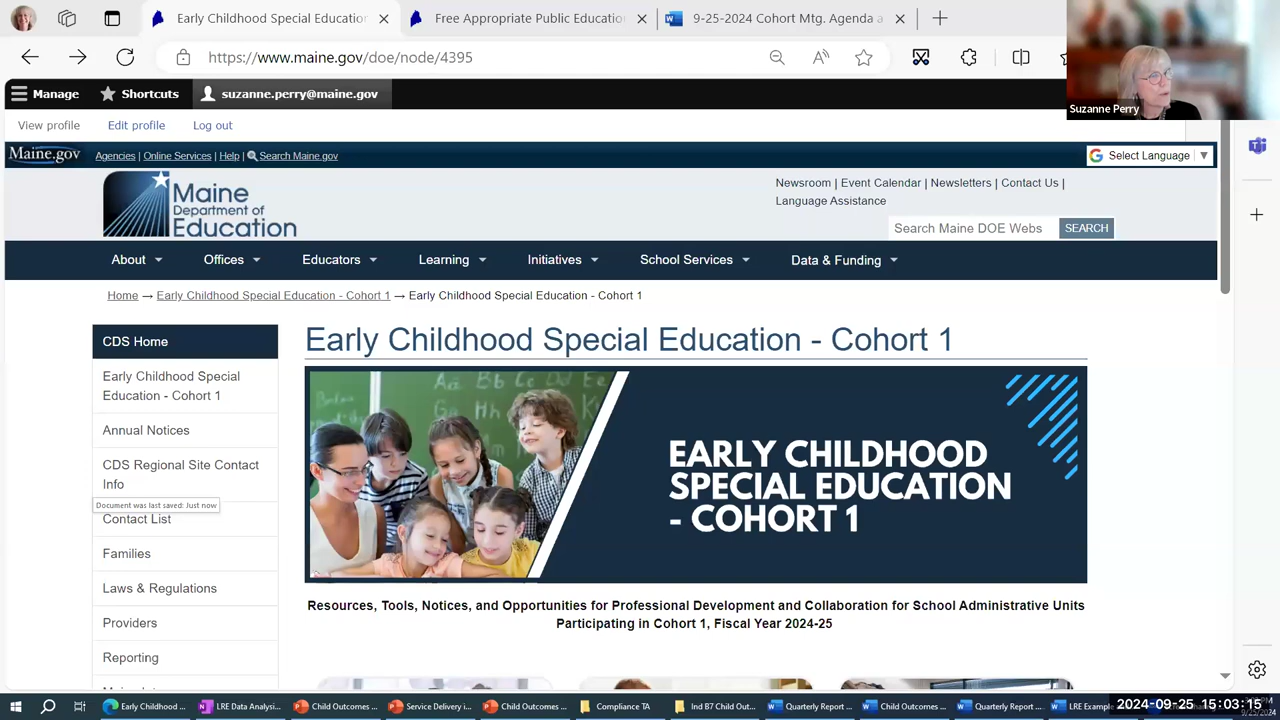 Early Childhood Special Education
Free Appropriate Public Education
9-25-2024 Cohort Mtg. Agenda a
https://www.maine.gov/doe/node/4395
Manage
Shortcuts
suzanne.perry@maine.gov
Suzanne Perry
View profile
Edit profile
Log out
Maine.gov
Agencies | Online Services | Help | Search Maine.gov
Select Language
Maine
Department of
Education
Newsroom | Event Calendar | Newsletters | Contact Us |
Language Assistance
Search Maine DOE Webs
SEARCH
About
Offices
Educators
Learning
Initiatives
School Services
Data & Funding
Home → Early Childhood Special Education - Cohort 1 → Early Childhood Special Education - Cohort 1
CDS Home
Early Childhood Special
Education - Cohort 1
Annual Notices
CDS Regional Site Contact
Info
Document was last saved: Just now
Contact List
Families
Laws & Regulations
Providers
Reporting
Early Childhood Special Education - Cohort 1
Aa Bb Cc Dd Ee
EARLY CHILDHOOD
SPECIAL EDUCATION
- COHORT 1
Resources, Tools, Notices, and Opportunities for Professional Development and Collaboration for School Administrative Units
Participating in Cohort 1, Fiscal Year 2024-25
Early Childhood ...
LRE Data Analysi...
Child Outcomes ...
Service Delivery i...
Child Outcomes ...
Compliance TA
Ind B7 Child Out...
Quarterly Report ...
Child Outcomes ...
Quarterly Report ...
LRE Example
2024-09-25 15:03:15